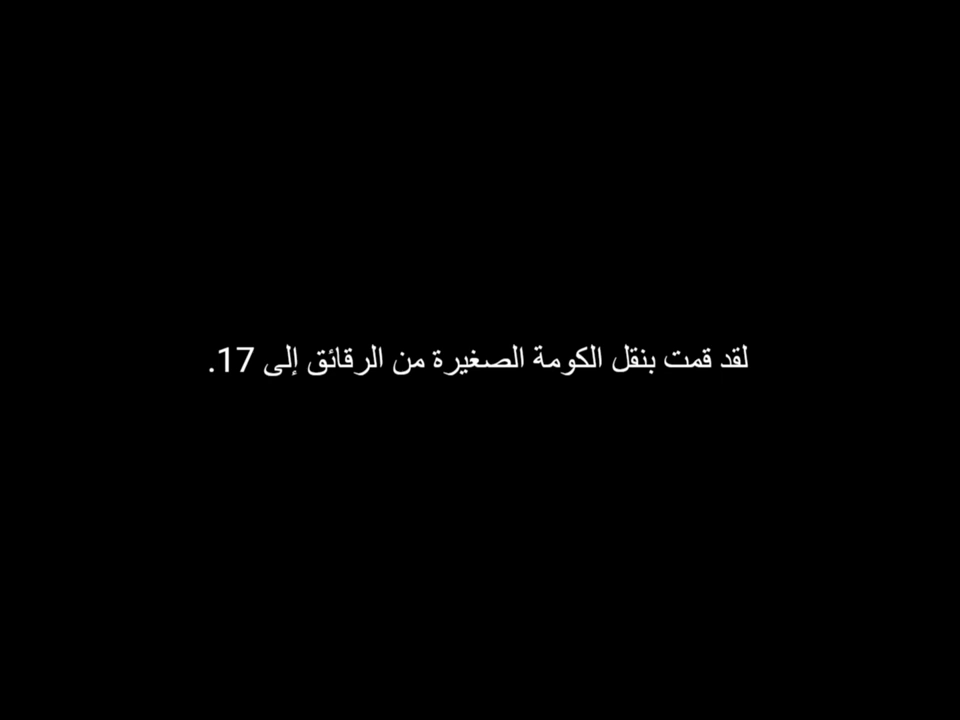 لقد قمت بنقل الكومة الصغيرة من الرقائق إلى 17.